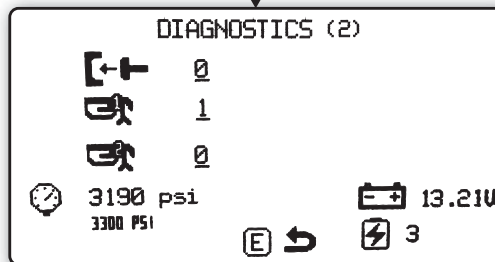 DIAGNOSTICS (2)
0
1
0
3190 psi
3300 PSI
13.21V
E
3